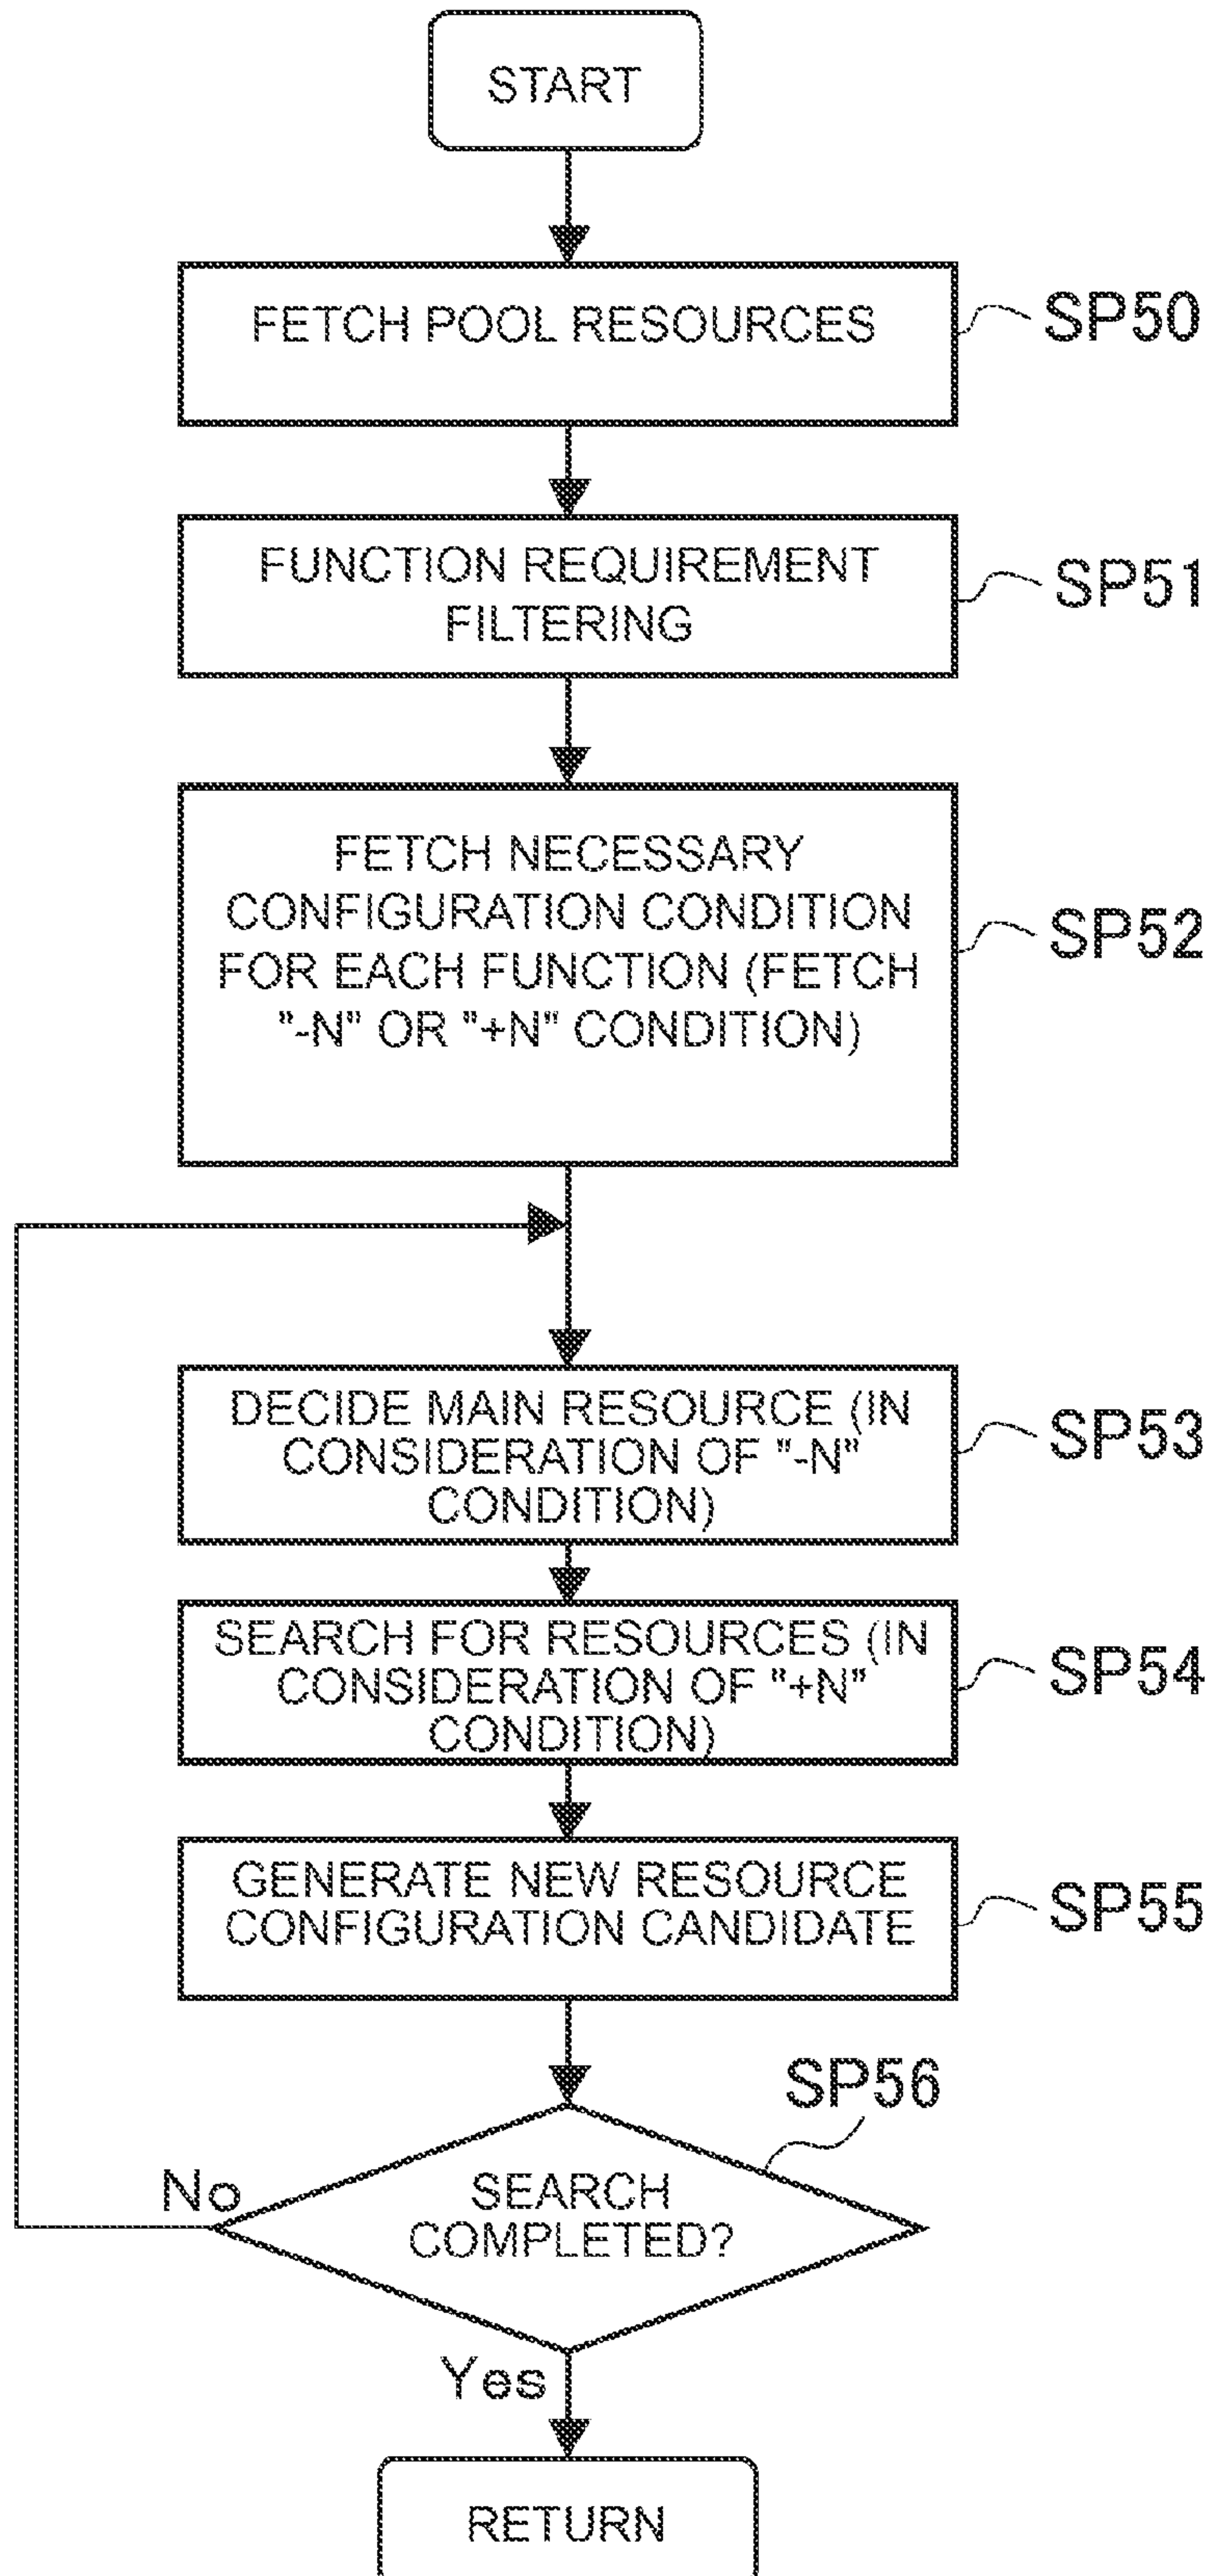 START
FETCH POOL RESOURCES
SP50
FUNCTION REQUIREMENT
FILTERING
SP51
FETCH NECESSARY
CONFIGURATION CONDITION
FOR EACH FUNCTION (FETCH
"-N" OR "+N" CONDITION)
SP52
DECIDE MAIN RESOURCE (IN
CONSIDERATION OF "-N"
CONDITION)
SP53
SEARCH FOR RESOURCES (IN
CONSIDERATION OF "+N"
CONDITION)
SP54
GENERATE NEW RESOURCE
CONFIGURATION CANDIDATE
SP55
SP56
No
SEARCH
COMPLETED?
Yes
RETURN